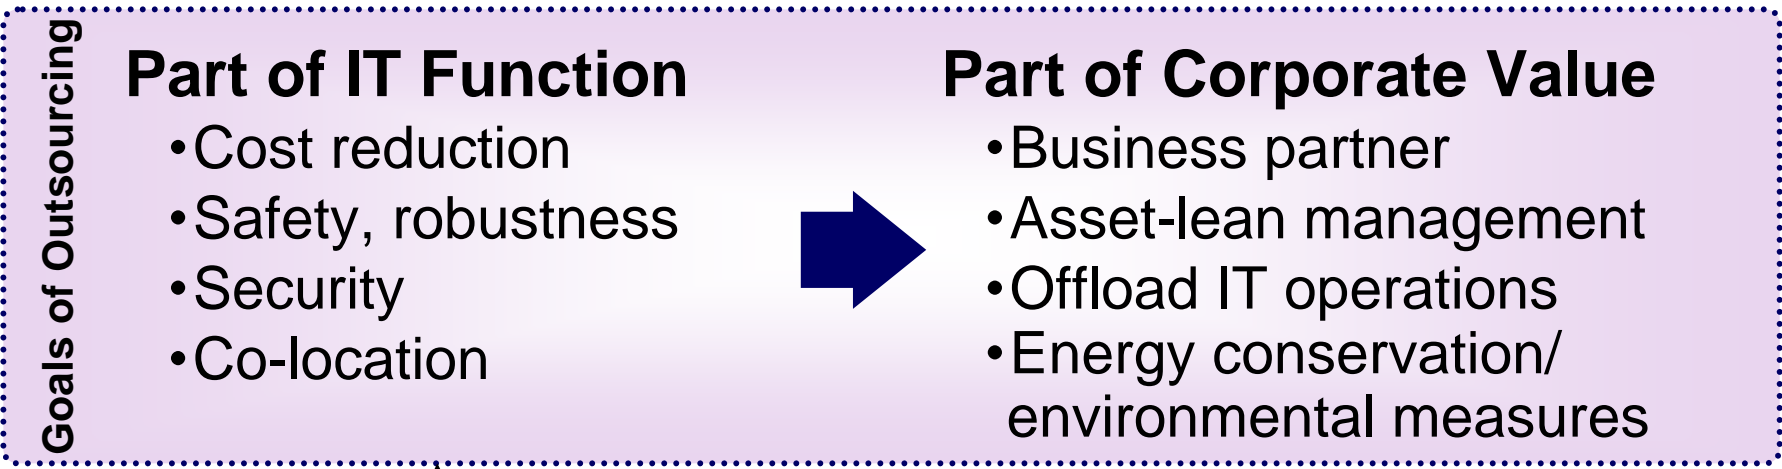 Goals of Outsourcing
Part of IT Function
•Cost reduction
•Safety, robustness
•Security
•Co-location
Part of Corporate Value
•Business partner
•Asset-lean management
•Offload IT operations
•Energy conservation/
environmental measures